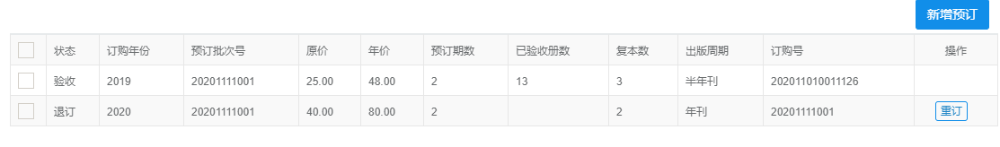 新增预订
状态 订购年份 预订批次号 原价 年价 预订期数 已验收册数 复本数 出版周期 订购号 操作
验收 2019 20201111001 25.00 48.00 2 13 3 半年刊 202011010011126
退订 2020 20201111001 40.00 80.00 2 2 年刊 20201111001 重订